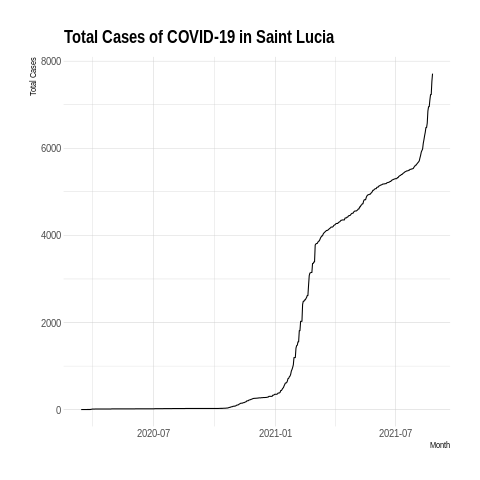 Total Cases of COVID-19 in Saint Lucia
Total Cases
8000
6000
4000
2000
0
2020-07 2021-01 2021-07
Month